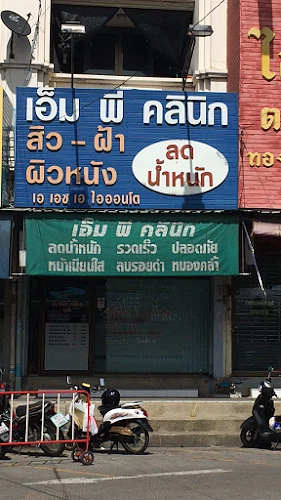 เอ็ม พี คลินิก
สิว - ฝ้า
ผิวหนัง
ลด
น้ำหนัก
เอ เอช เอ ไอออนโต
เอ็ม พี คลินิก
ลดน้ำหนัก รวดเร็ว ปลอดภัย
หน้าเนียนใส ลบรอยดำ หมองคล้ำ